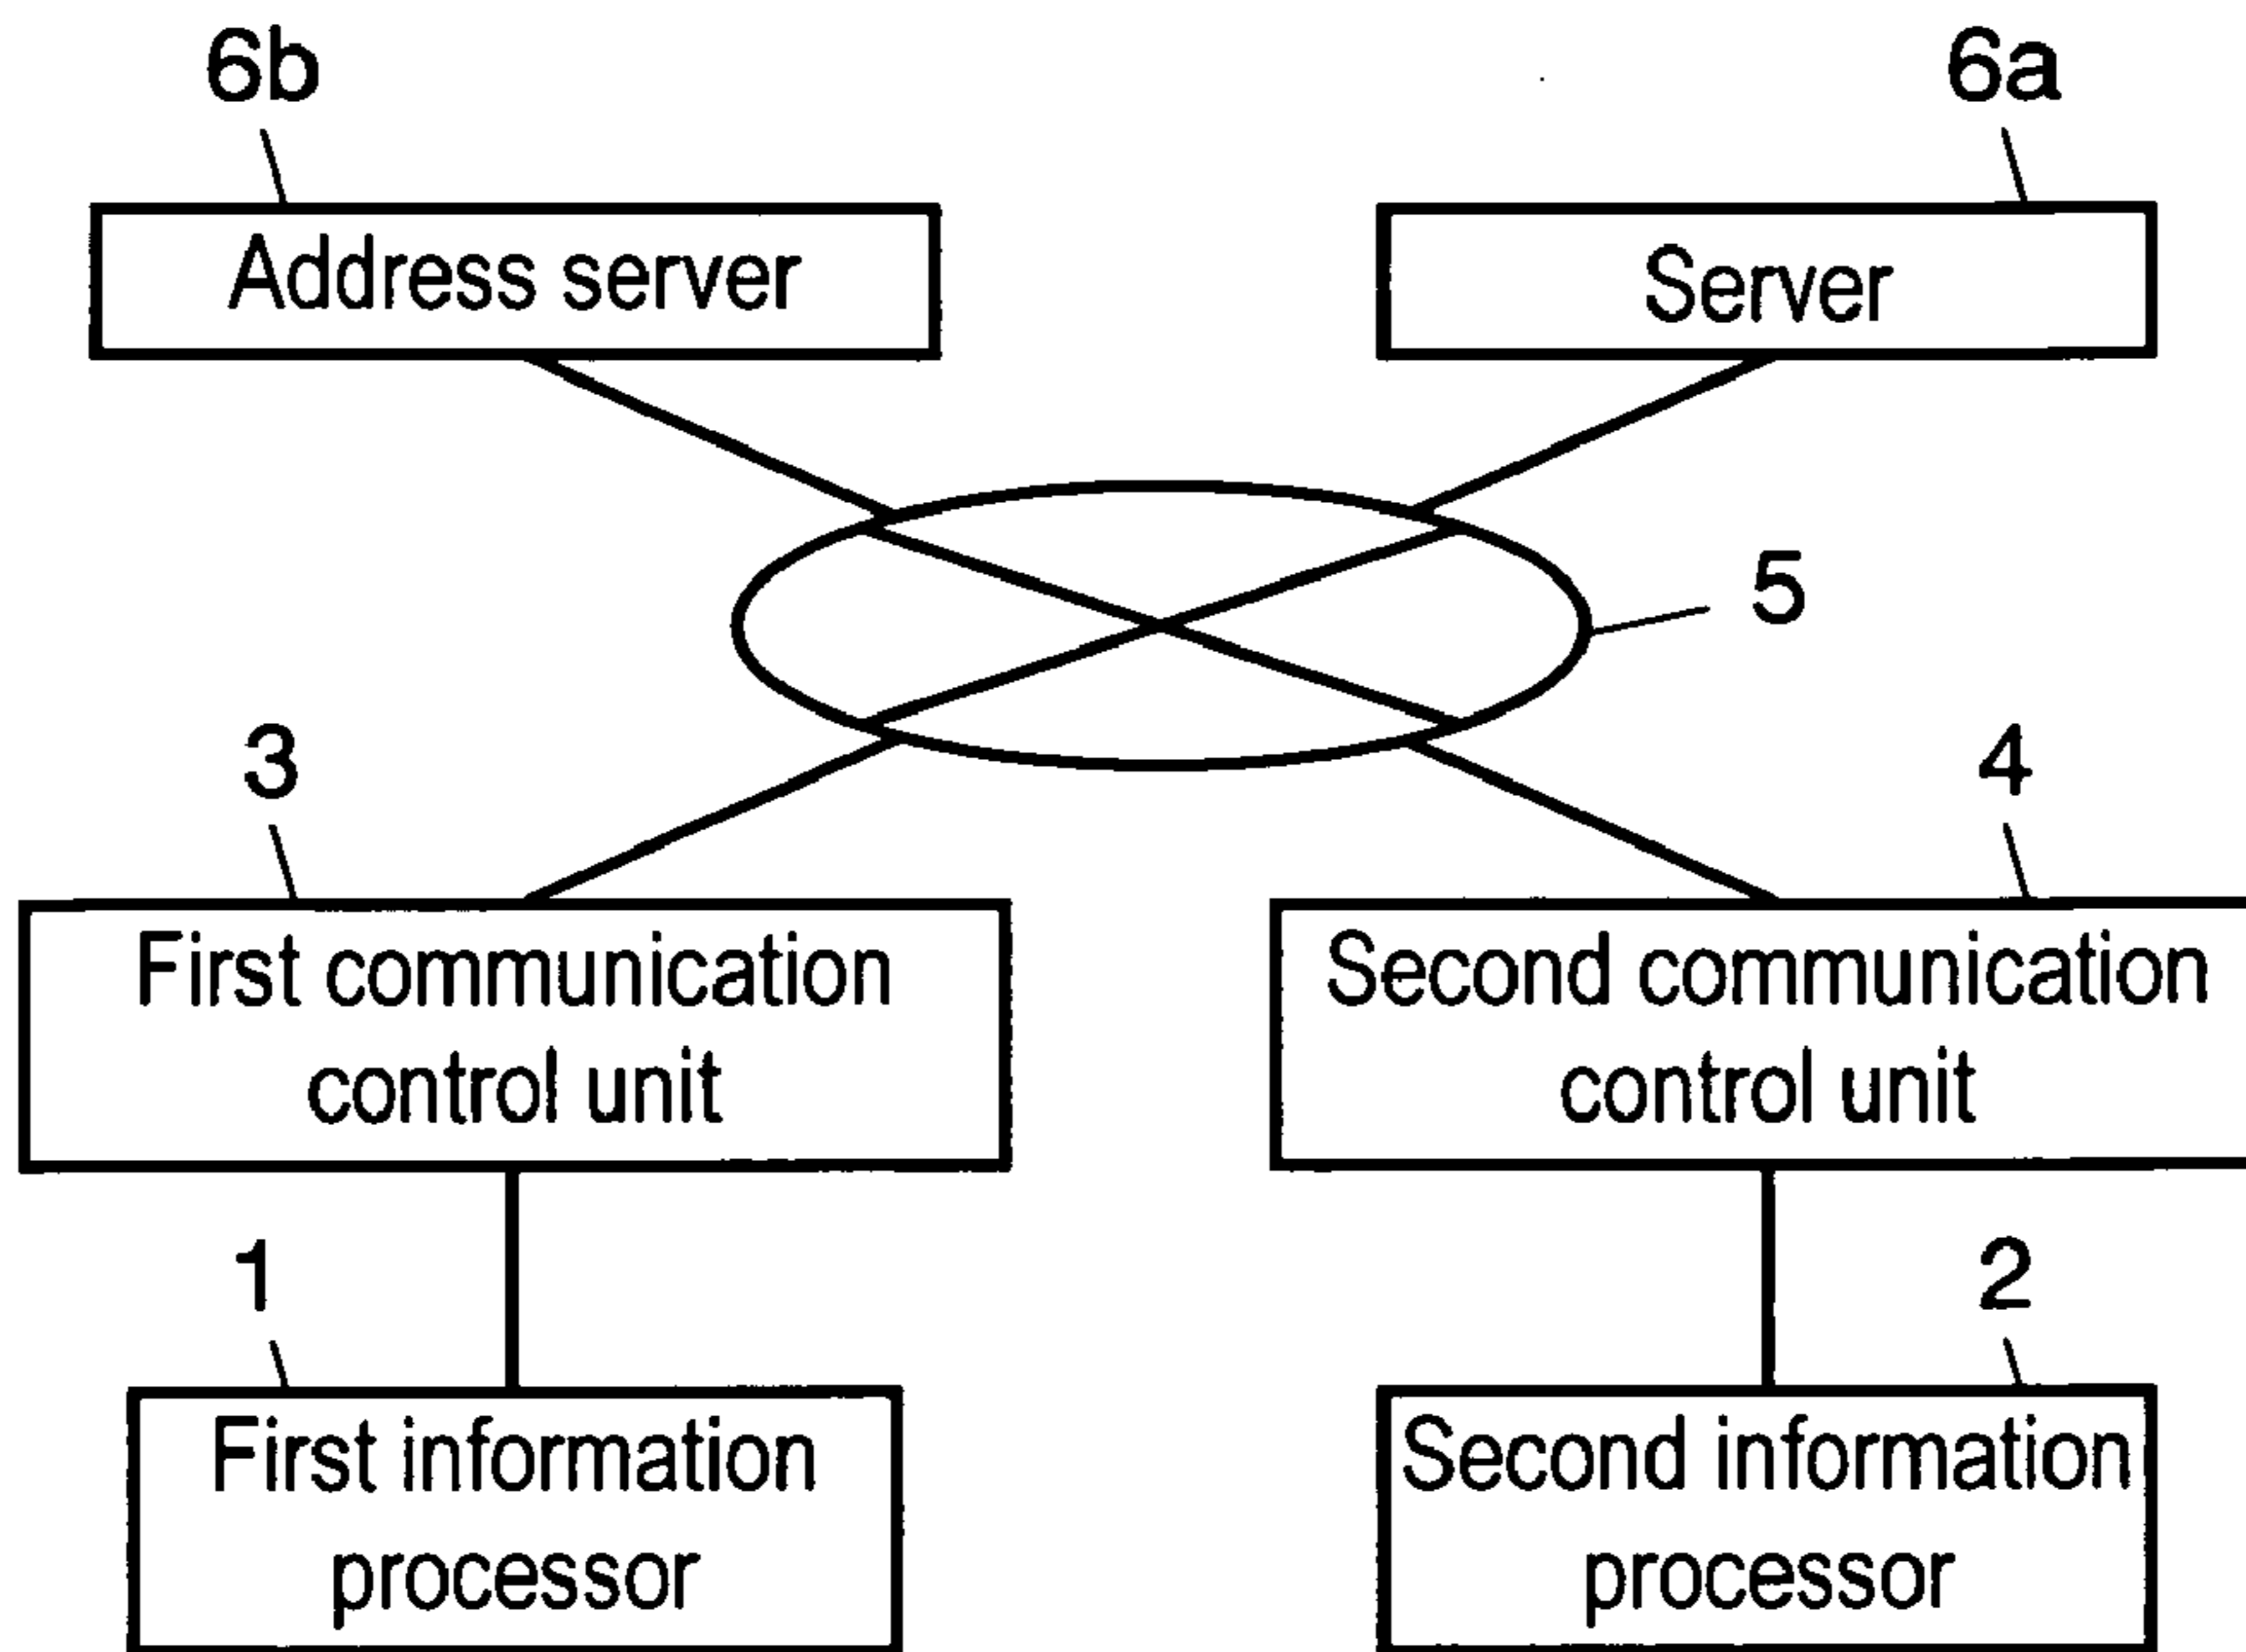 6b
6a
Address server
Server
5
3
4
First communication
control unit
Second communication
control unit
1
2
First information
processor
Second information
processor